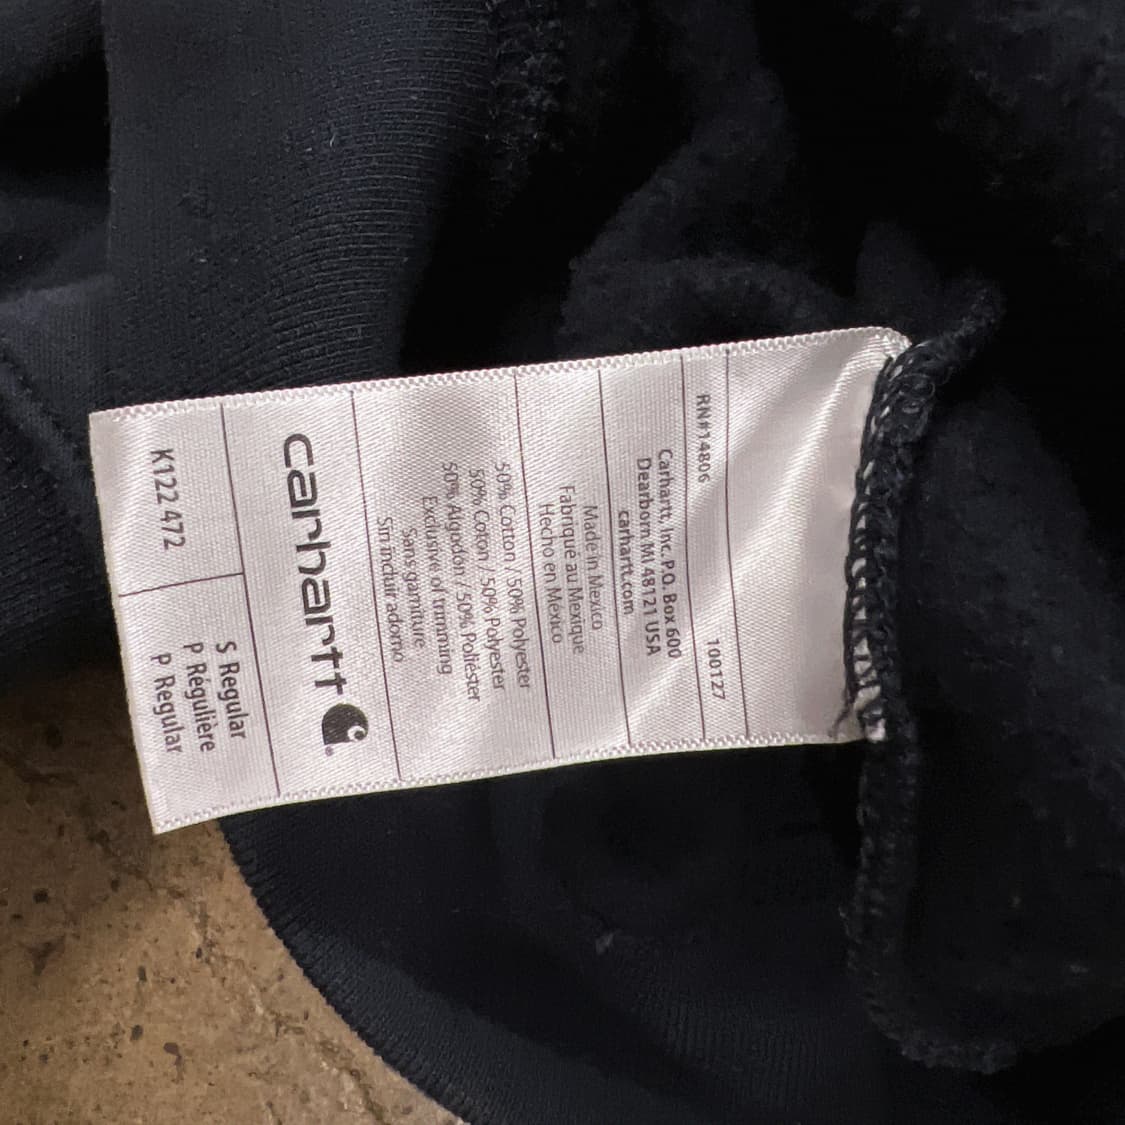 RN#14806 100127
Carhartt, Inc. P.O. Box 600
Dearborn MI 48121 USA
carhartt.com
Made in Mexico
Fabriqué au Mexique
Hecho en México
50% Cotton / 50% Polyester
50% Coton / 50% Polyester
50% Algodon / 50% Poliéster
Exclusive of trimming
Sans garniture
Sin incluir adorno
carhartt
K122 472
S Regular
P Régulière
P Regular